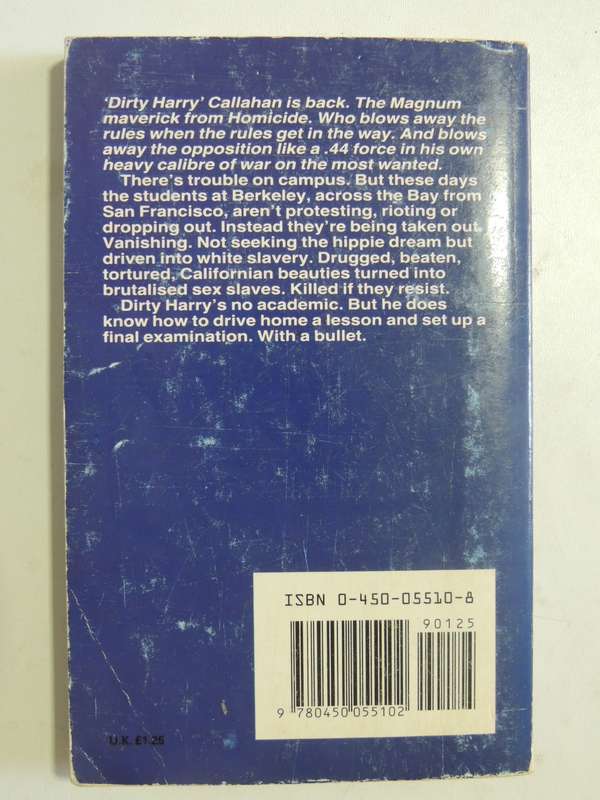 ‘Dirty Harry’ Callahan is back. The Magnum
maverick from Homicide. Who blows away the
rules when the rules get in the way. And blows
away the opposition like a .44 force in his own
heavy calibre of war on the most wanted.
There's trouble on campus. But these days
the students at Berkeley, across the Bay from
San Francisco, aren't protesting, rioting or
dropping out. Instead they're being taken out.
Vanishing. Not seeking the hippie dream but
driven into white slavery. Drugged, beaten,
tortured, Californian beauties turned into
brutalised sex slaves. Killed if they resist.
Dirty Harry's no academic. But he does
know how to drive home a lesson and set up a
final examination. With a bullet.
ISBN 0-450-05510-8
90125
9 780450 055102
U.K. £1.25